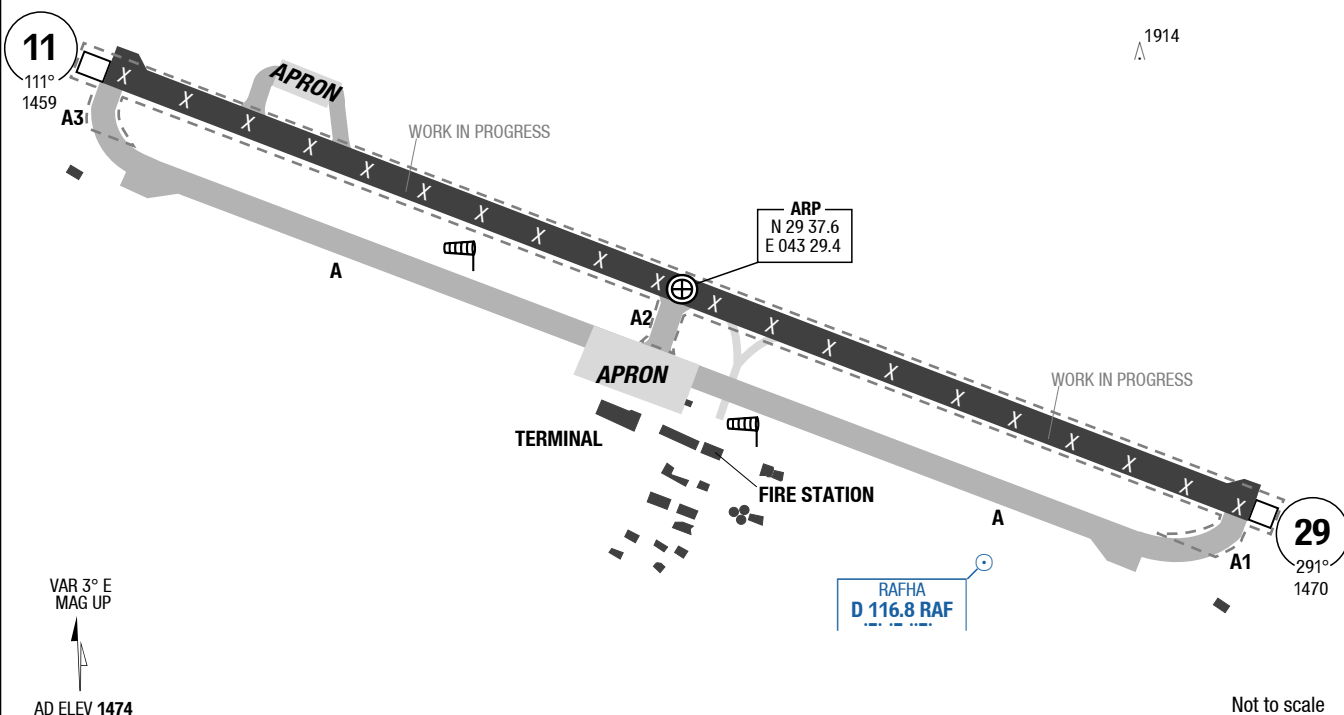 11
111°
1459
A3
APRON
WORK IN PROGRESS
1914
ARP
N 29 37.6
E 043 29.4
A
A2
APRON
WORK IN PROGRESS
TERMINAL
FIRE STATION
A
A1
29
291°
1470
RAFHA
D 116.8 RAF
VAR 3° E
MAG UP
AD ELEV 1474
Not to scale
X X X X X X X X X X X X X X X X X X X X